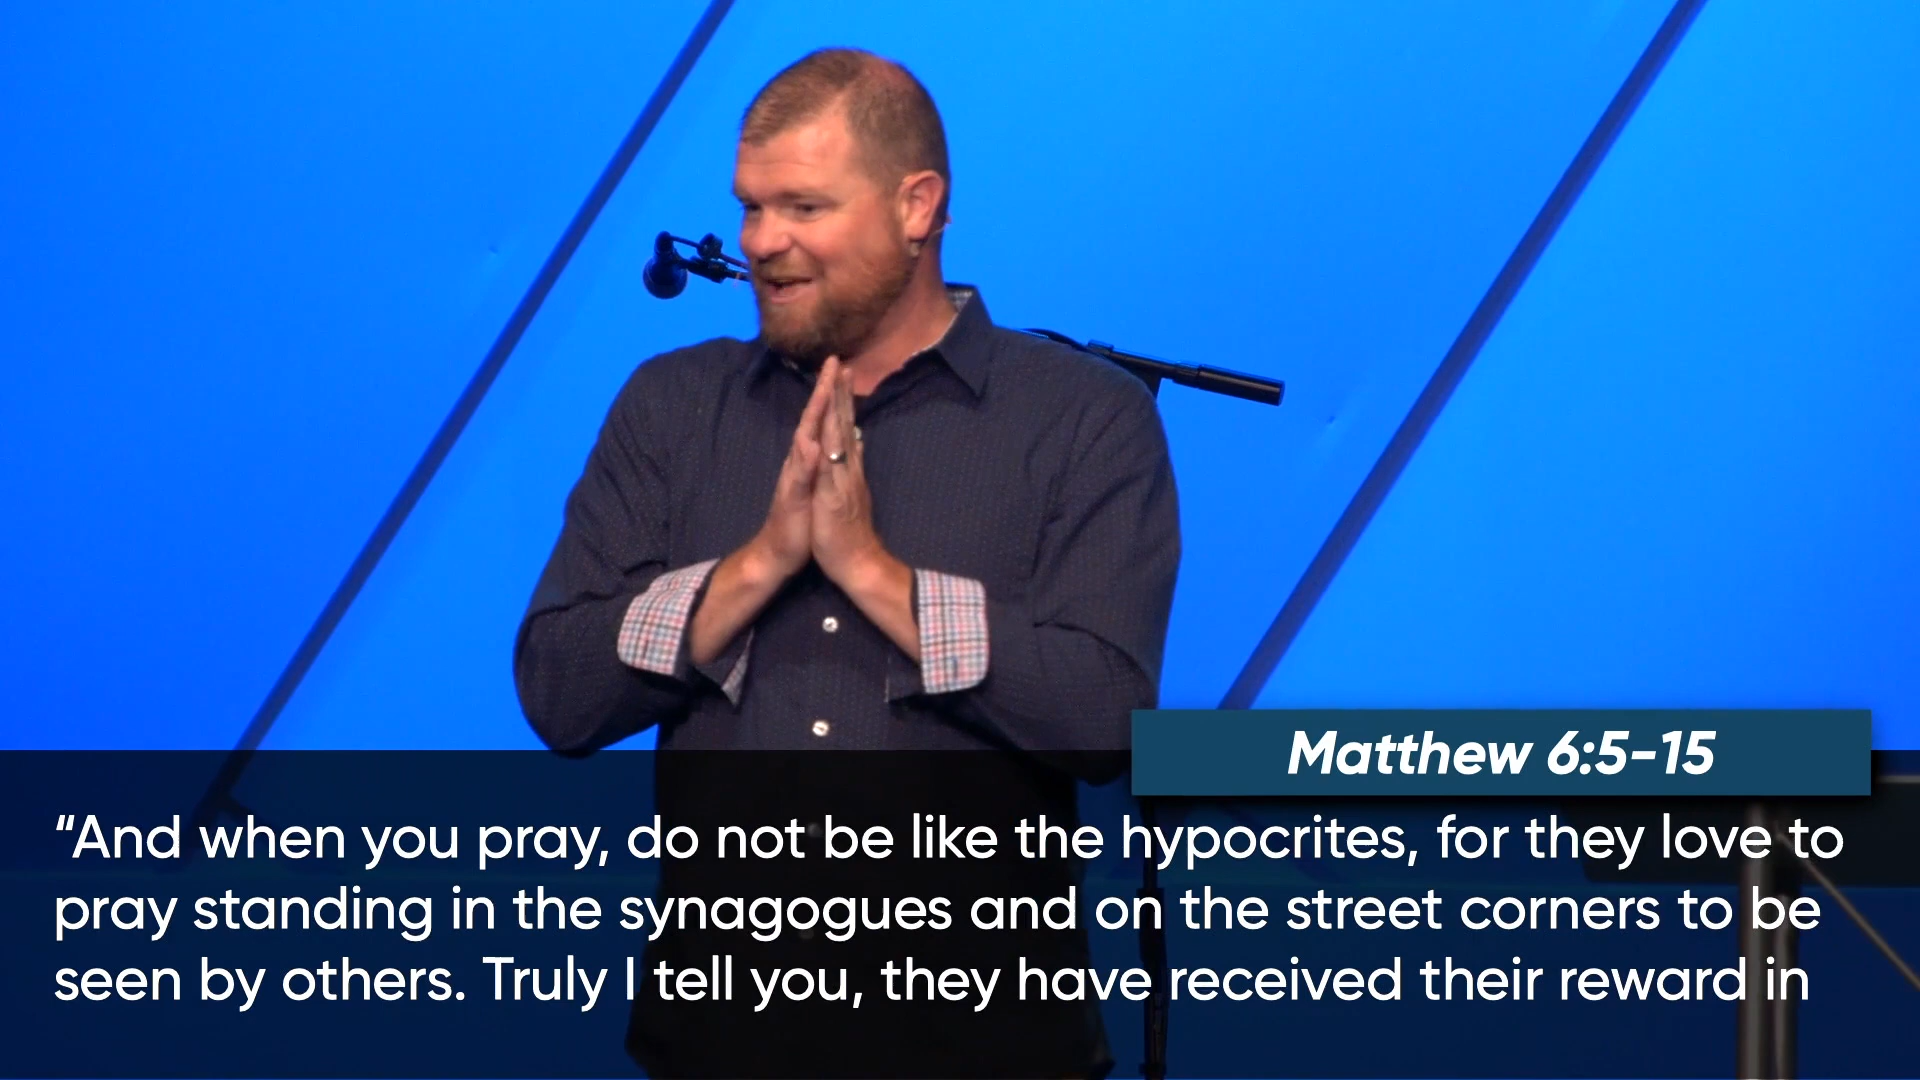 Matthew 6:5-15
“And when you pray, do not be like the hypocrites, for they love to
pray standing in the synagogues and on the street corners to be
seen by others. Truly I tell you, they have received their reward in